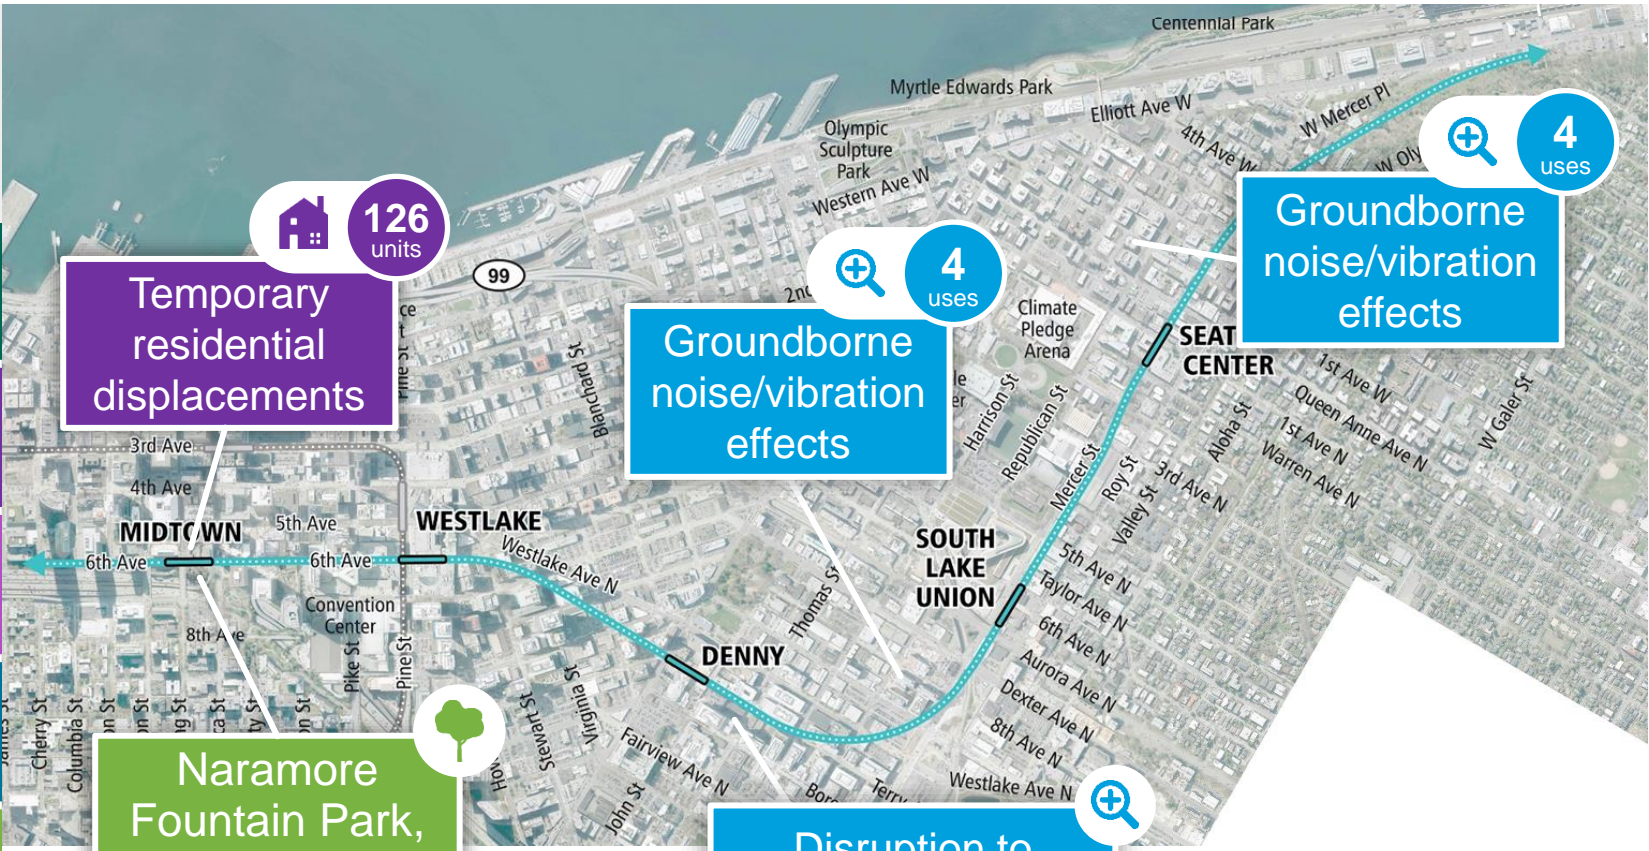 Centennial Park
Myrtle Edwards Park
Elliott Ave W
W Mercer Pl
4th Ave W
Olympic
Sculpture
Park
Western Ave W
4
uses
Groundborne
noise/vibration
effects
126
units
Temporary
residential
displacements
99
4
uses
Groundborne
noise/vibration
effects
Climate
Pledge
Arena
SEAT
CENTER
1st Ave W
Queen Anne Ave N
1st Ave N
Warren Ave N
W Galer St
Aloha St
Blanchard St
Harrison St
Republican St
Mercer St
Roy St
Valley St
3rd Ave N
3rd Ave
4th Ave
MIDTOWN
5th Ave
6th Ave
6th Ave
WESTLAKE
Westlake Ave N
SOUTH
LAKE
UNION
5th Ave N
Taylor Ave N
6th Ave N
Aurora Ave N
Dexter Ave N
8th Ave N
Westlake Ave N
Thomas St
Convention
Center
8th Ave
Pike St
Pine St
DENNY
Cherry St
Columbia St
Stewart St
Virginia St
Fairview Ave N
John St
Terry
Naramore
Fountain Park,
Disruption to